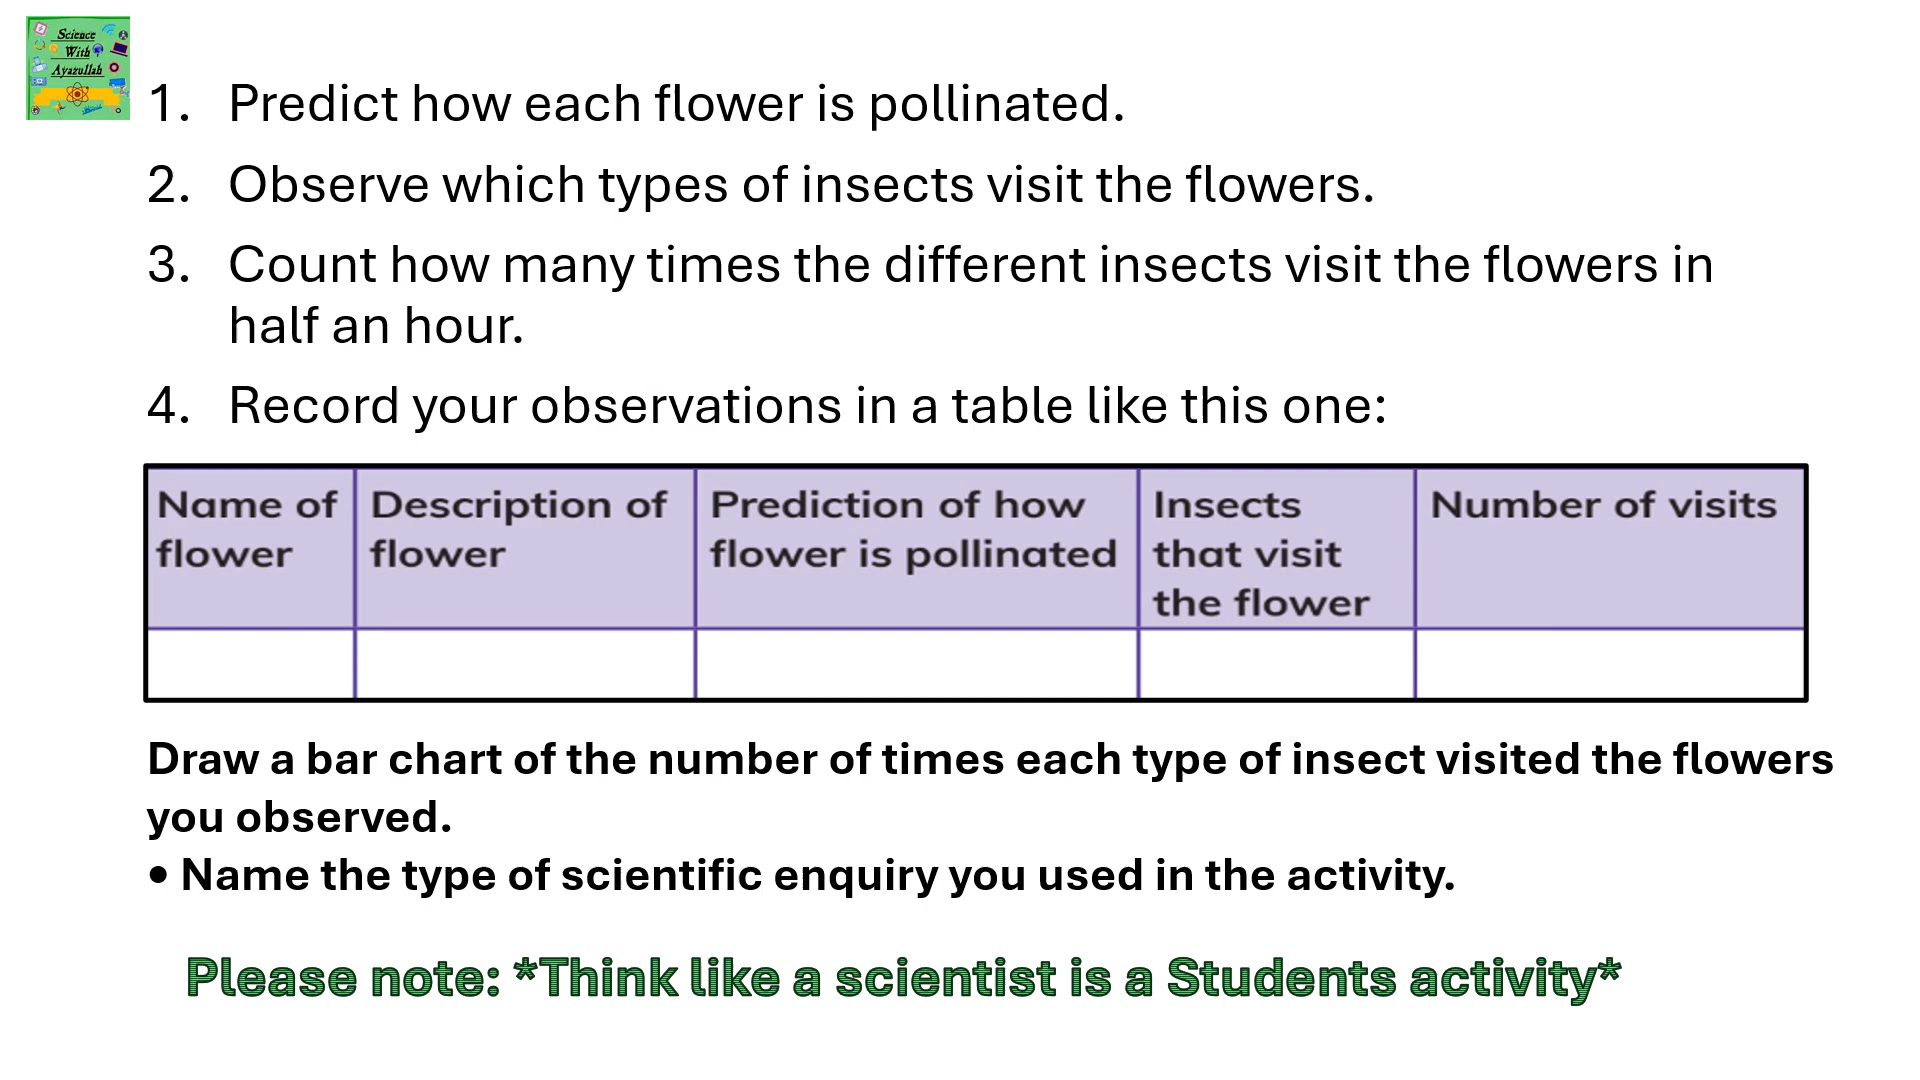 Science
With
Ayazullah
1. Predict how each flower is pollinated.
2. Observe which types of insects visit the flowers.
3. Count how many times the different insects visit the flowers in
half an hour.
4. Record your observations in a table like this one:
Name of flower
Description of flower
Prediction of how flower is pollinated
Insects that visit the flower
Number of visits
Draw a bar chart of the number of times each type of insect visited the flowers
you observed.
• Name the type of scientific enquiry you used in the activity.
Please note: *Think like a scientist is a Students activity*